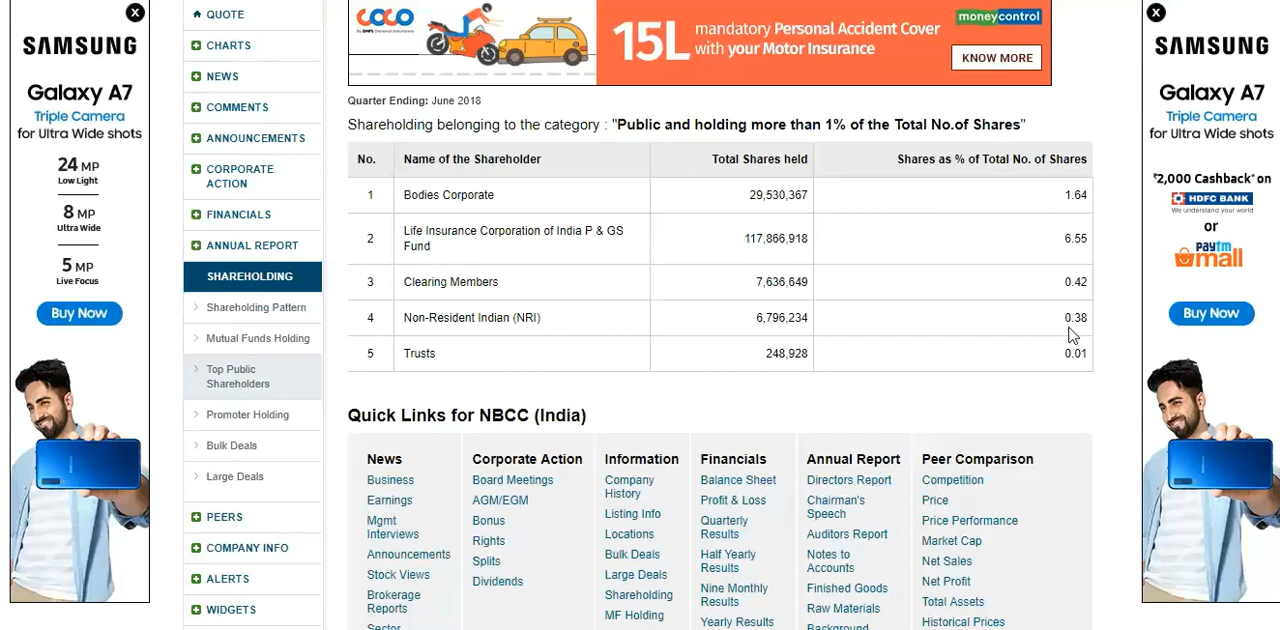 SAMSUNG
Galaxy A7
Triple Camera
for Ultra Wide shots
24 MP
Low Light
8 MP
Ultra Wide
5 MP
Live Focus
Buy Now
QUOTE
CHARTS
NEWS
COMMENTS
ANNOUNCEMENTS
CORPORATE
ACTION
FINANCIALS
ANNUAL REPORT
SHAREHOLDING
Shareholding Pattern
Mutual Funds Holding
Top Public
Shareholders
Promoter Holding
Bulk Deals
Large Deals
PEERS
COMPANY INFO
ALERTS
WIDGETS
COCO
15L
mandatory Personal Accident Cover
with your Motor Insurance
moneycontrol
KNOW MORE
Quarter Ending: June 2018
Shareholding belonging to the category : "Public and holding more than 1% of the Total No.of Shares"
No. Name of the Shareholder Total Shares held Shares as % of Total No. of Shares
1 Bodies Corporate 29,530,367 1.64
2 Life Insurance Corporation of India P & GS
Fund 117,866,918 6.55
3 Clearing Members 7,636,649 0.42
4 Non-Resident Indian (NRI) 6,796,234 0.38
5 Trusts 248,928 0.01
Quick Links for NBCC (India)
News
Business
Earnings
Mgmt
Interviews
Announcements
Stock Views
Brokerage
Reports
Sector
Corporate Action
Board Meetings
AGM/EGM
Bonus
Rights
Splits
Dividends
Information
Company
History
Listing Info
Locations
Bulk Deals
Large Deals
Shareholding
MF Holding
Financials
Balance Sheet
Profit & Loss
Quarterly
Results
Half Yearly
Results
Nine Monthly
Results
Yearly Results
Annual Report
Directors Report
Chairman's
Speech
Auditors Report
Notes to
Accounts
Finished Goods
Raw Materials
Background
Peer Comparison
Competition
Price
Price Performance
Market Cap
Net Sales
Net Profit
Total Assets
Historical Prices
SAMSUNG
Galaxy A7
Triple Camera
for Ultra Wide shots
₹2,000 Cashback* on
HDFC BANK
We understand your world
or
paytm
mall
Buy Now